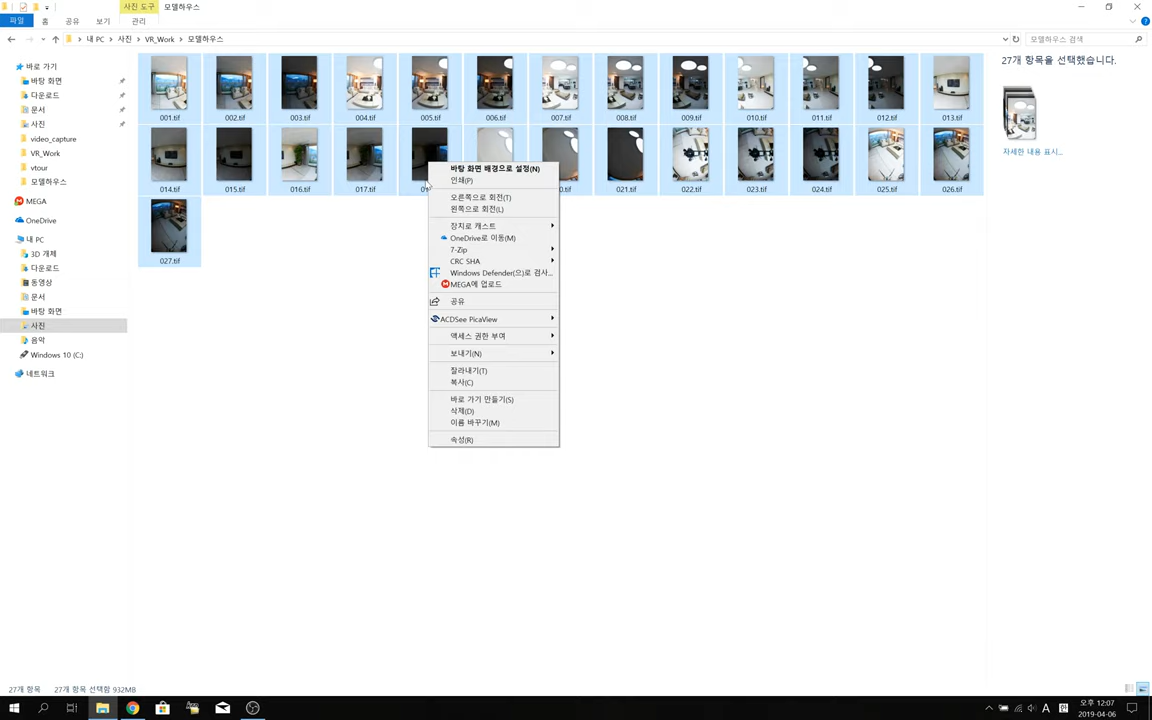 사진 도구
모델하우스
파일
홈
공유
보기
관리
내 PC
사진
VR_Work
모델하우스
모델하우스 검색
바로 가기
바탕 화면
다운로드
문서
사진
video_capture
VR_Work
vtour
모델하우스
MEGA
OneDrive
내 PC
3D 개체
다운로드
동영상
문서
바탕 화면
사진
음악
Windows 10 (C:)
네트워크
001.tif
002.tif
003.tif
004.tif
005.tif
006.tif
007.tif
008.tif
009.tif
010.tif
011.tif
012.tif
013.tif
014.tif
015.tif
016.tif
017.tif
021.tif
022.tif
023.tif
024.tif
025.tif
026.tif
027.tif
바탕 화면 배경으로 설정(N)
인쇄(P)
오른쪽으로 회전(T)
왼쪽으로 회전(L)
장치로 캐스트
OneDrive로 이동(M)
7-Zip
CRC SHA
Windows Defender(으)로 검사...
MEGA에 업로드
공유
ACDSee PicaView
액세스 권한 부여
보내기(N)
잘라내기(T)
복사(C)
바로 가기 만들기(S)
삭제(D)
이름 바꾸기(M)
속성(R)
27개 항목을 선택했습니다.
자세한 내용 표시...
27개 항목
27개 항목 선택함 932MB
A
오후 12:07
2019-04-06